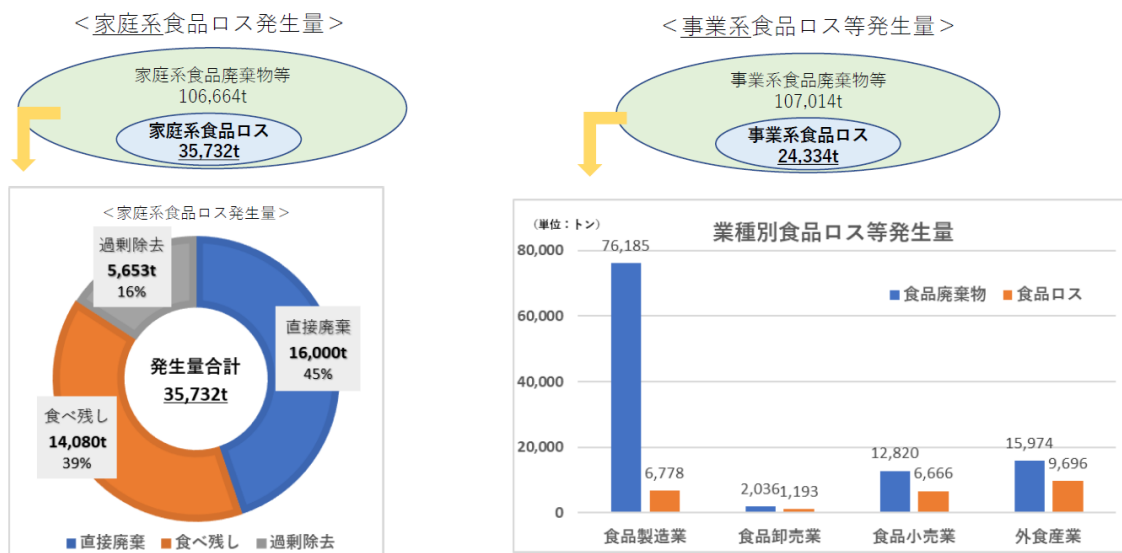 ＜家庭系食品ロス発生量＞
家庭系食品廃棄物等
106,664t
家庭系食品ロス
35,732t
＜家庭系食品ロス発生量＞
過剰除去
5,653t
16%
直接廃棄
16,000t
45%
発生量合計
35,732t
食べ残し
14,080t
39%
直接廃棄 食べ残し 過剰除去
＜事業系食品ロス等発生量＞
事業系食品廃棄物等
107,014t
事業系食品ロス
24,334t
（単位：トン）
業種別食品ロス等発生量
食品廃棄物 食品ロス
80,000
60,000
40,000
20,000
0
76,185
6,778
2,036
1,193
12,820
6,666
15,974
9,696
食品製造業 食品卸売業 食品小売業 外食産業